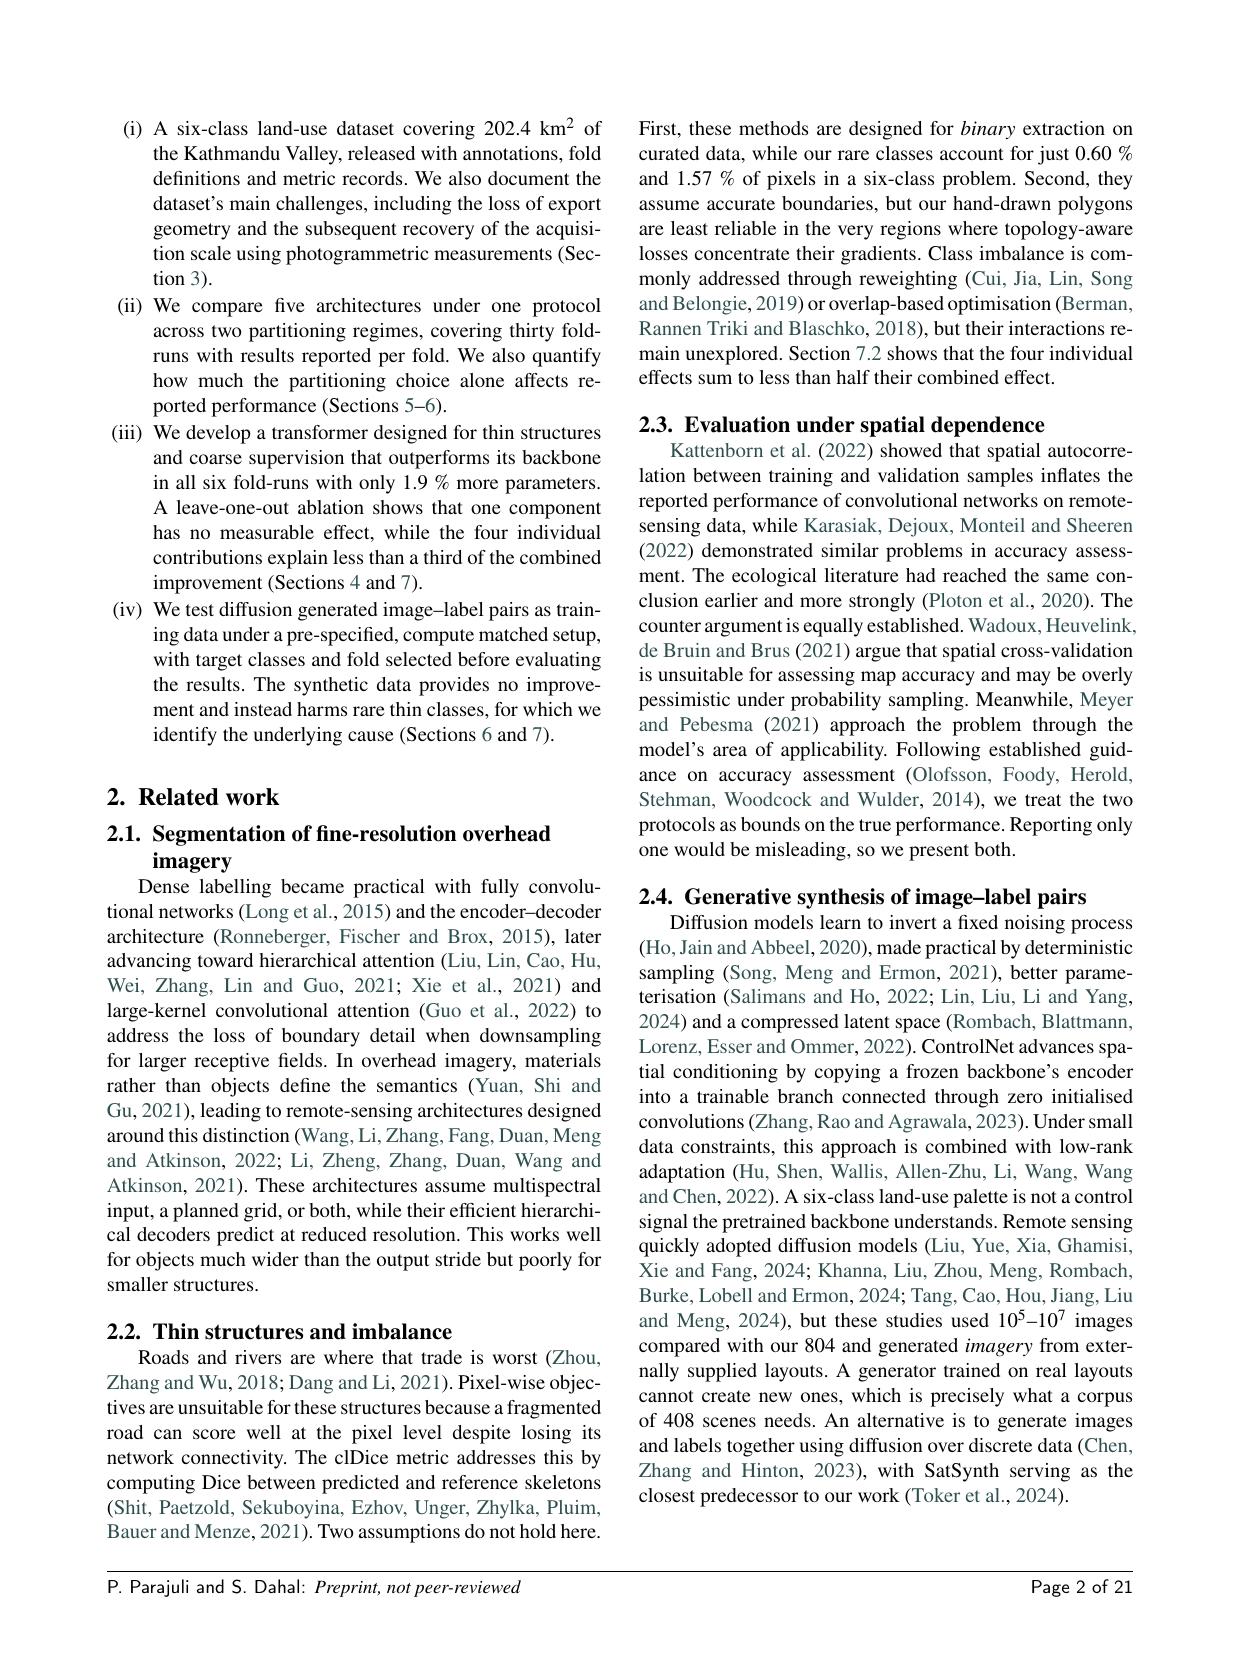 (i) A six-class land-use dataset covering 202.4 km² of
the Kathmandu Valley, released with annotations, fold
definitions and metric records. We also document the
dataset's main challenges, including the loss of export
geometry and the subsequent recovery of the acquisi-
tion scale using photogrammetric measurements (Sec-
tion 3).
(ii) We compare five architectures under one protocol
across two partitioning regimes, covering thirty fold-
runs with results reported per fold. We also quantify
how much the partitioning choice alone affects re-
ported performance (Sections 5–6).
(iii) We develop a transformer designed for thin structures
and coarse supervision that outperforms its backbone
in all six fold-runs with only 1.9 % more parameters.
A leave-one-out ablation shows that one component
has no measurable effect, while the four individual
contributions explain less than a third of the combined
improvement (Sections 4 and 7).
(iv) We test diffusion generated image–label pairs as train-
ing data under a pre-specified, compute matched setup,
with target classes and fold selected before evaluating
the results. The synthetic data provides no improve-
ment and instead harms rare thin classes, for which we
identify the underlying cause (Sections 6 and 7).
2. Related work
2.1. Segmentation of fine-resolution overhead
imagery
Dense labelling became practical with fully convolu-
tional networks (Long et al., 2015) and the encoder–decoder
architecture (Ronneberger, Fischer and Brox, 2015), later
advancing toward hierarchical attention (Liu, Lin, Cao, Hu,
Wei, Zhang, Lin and Guo, 2021; Xie et al., 2021) and
large-kernel convolutional attention (Guo et al., 2022) to
address the loss of boundary detail when downsampling
for larger receptive fields. In overhead imagery, materials
rather than objects define the semantics (Yuan, Shi and
Gu, 2021), leading to remote-sensing architectures designed
around this distinction (Wang, Li, Zhang, Fang, Duan, Meng
and Atkinson, 2022; Li, Zheng, Zhang, Duan, Wang and
Atkinson, 2021). These architectures assume multispectral
input, a planned grid, or both, while their efficient hierarchi-
cal decoders predict at reduced resolution. This works well
for objects much wider than the output stride but poorly for
smaller structures.
2.2. Thin structures and imbalance
Roads and rivers are where that trade is worst (Zhou,
Zhang and Wu, 2018; Dang and Li, 2021). Pixel-wise objec-
tives are unsuitable for these structures because a fragmented
road can score well at the pixel level despite losing its
network connectivity. The clDice metric addresses this by
computing Dice between predicted and reference skeletons
(Shit, Paetzold, Sekuboyina, Ezhov, Unger, Zhylka, Pluim,
Bauer and Menze, 2021). Two assumptions do not hold here.
First, these methods are designed for binary extraction on
curated data, while our rare classes account for just 0.60 %
and 1.57 % of pixels in a six-class problem. Second, they
assume accurate boundaries, but our hand-drawn polygons
are least reliable in the very regions where topology-aware
losses concentrate their gradients. Class imbalance is com-
monly addressed through reweighting (Cui, Jia, Lin, Song
and Belongie, 2019) or overlap-based optimisation (Berman,
Rannen Triki and Blaschko, 2018), but their interactions re-
main unexplored. Section 7.2 shows that the four individual
effects sum to less than half their combined effect.
2.3. Evaluation under spatial dependence
Kattenborn et al. (2022) showed that spatial autocorre-
lation between training and validation samples inflates the
reported performance of convolutional networks on remote-
sensing data, while Karasiak, Dejoux, Monteil and Sheeren
(2022) demonstrated similar problems in accuracy assess-
ment. The ecological literature had reached the same con-
clusion earlier and more strongly (Ploton et al., 2020). The
counter argument is equally established. Wadoux, Heuvelink,
de Bruin and Brus (2021) argue that spatial cross-validation
is unsuitable for assessing map accuracy and may be overly
pessimistic under probability sampling. Meanwhile, Meyer
and Pebesma (2021) approach the problem through the
model's area of applicability. Following established guid-
ance on accuracy assessment (Olofsson, Foody, Herold,
Stehman, Woodcock and Wulder, 2014), we treat the two
protocols as bounds on the true performance. Reporting only
one would be misleading, so we present both.
2.4. Generative synthesis of image–label pairs
Diffusion models learn to invert a fixed noising process
(Ho, Jain and Abbeel, 2020), made practical by deterministic
sampling (Song, Meng and Ermon, 2021), better parame-
terisation (Salimans and Ho, 2022; Lin, Liu, Li and Yang,
2024) and a compressed latent space (Rombach, Blattmann,
Lorenz, Esser and Ommer, 2022). ControlNet advances spa-
tial conditioning by copying a frozen backbone's encoder
into a trainable branch connected through zero initialised
convolutions (Zhang, Rao and Agrawala, 2023). Under small
data constraints, this approach is combined with low-rank
adaptation (Hu, Shen, Wallis, Allen-Zhu, Li, Wang, Wang
and Chen, 2022). A six-class land-use palette is not a control
signal the pretrained backbone understands. Remote sensing
quickly adopted diffusion models (Liu, Yue, Xia, Ghamisi,
Xie and Fang, 2024; Khanna, Liu, Zhou, Meng, Rombach,
Burke, Lobell and Ermon, 2024; Tang, Cao, Hou, Jiang, Liu
and Meng, 2024), but these studies used 10⁵–10⁷ images
compared with our 804 and generated imagery from exter-
nally supplied layouts. A generator trained on real layouts
cannot create new ones, which is precisely what a corpus
of 408 scenes needs. An alternative is to generate images
and labels together using diffusion over discrete data (Chen,
Zhang and Hinton, 2023), with SatSynth serving as the
closest predecessor to our work (Toker et al., 2024).
P. Parajuli and S. Dahal: Preprint, not peer-reviewed
Page 2 of 21